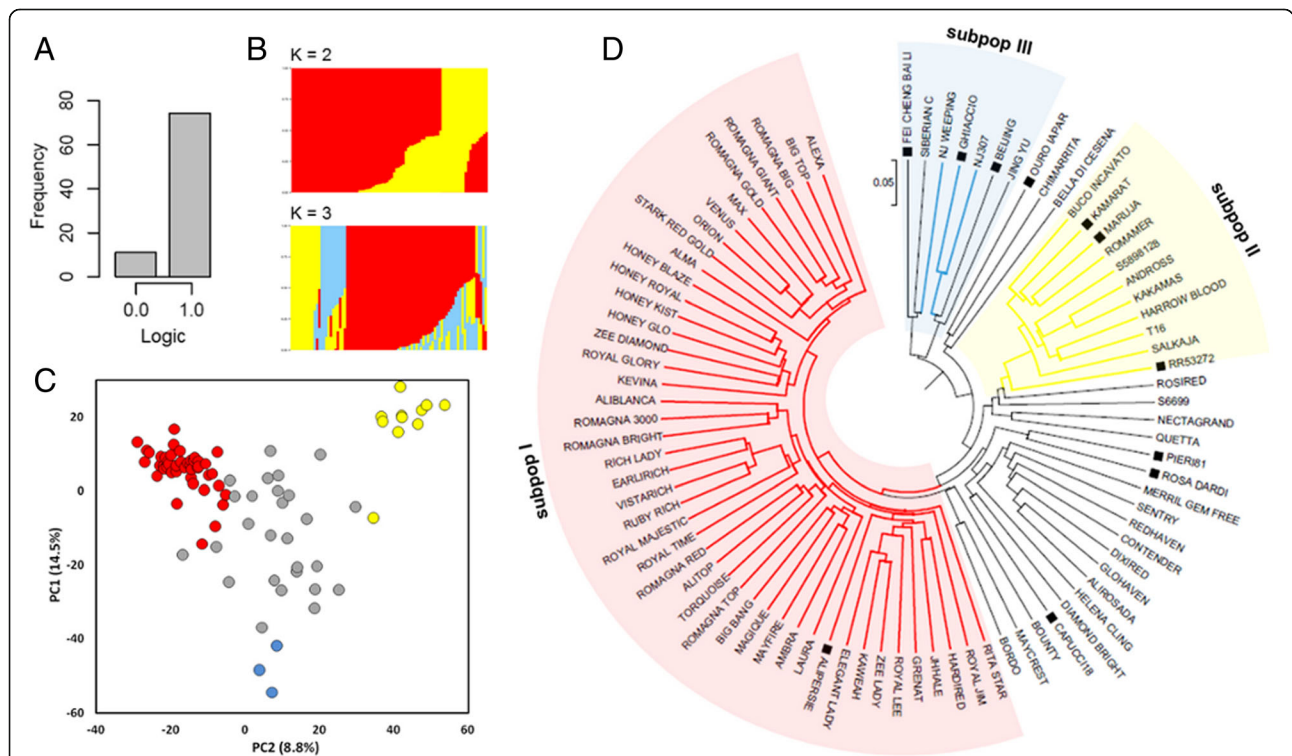 A
Frequency
80
60
40
20
0
0.0
1.0
Logic
B
K = 2
K = 3
C
PC1 (14.5%)
20
0
-20
-40
-60
-40
-20
0
20
40
60
PC2 (8.8%)
D
subpop III
subpop II
subpop I
0.05
FEI CHENG BAI LI
SIBERIAN C
NJ WEEPING
GHIACCIO
NJ307
BEIJING
JING YU
OURO IAPAR
CHIMARRITA
BELLA DI CESENA
BUCO INCAVATO
KAMARAT
MARUJA
ROMAMER
S5898128
ANDROSS
KAKAMAS
HARROW BLOOD
T16
SALKAJA
RR53272
ROSIRED
S6699
NECTAGRAND
QUETTA
PIERI81
ROSA DARDI
MERRIL GEM FREE
SENTRY
REDHAVEN
CONTENDER
DIXIRED
GLOHAVEN
ALIROSADA
HELENA CLING
DIAMOND BRIGHT
CAPUCCI18
BOUNTY
MAYCREST
BORDO
RITA STAR
ROYAL JIM
HARDIRED
JHHALE
GRENAT
ROYAL LEE
ZEE LADY
KAWEAH
ELEGANT LADY
ALIPERSIE
LAURA
AMBRA
MAYFIRE
MAGIQUE
BIG BANG
ROMAGNA TOP
TORQUOISE
ALITOP
ROMAGNA RED
ROYAL TIME
ROYAL MAJESTIC
RUBY RICH
VISTARICH
EARLIRICH
RICH LADY
ROMAGNA BRIGHT
ROMAGNA 3000
ALIBLANCA
KEVINA
ROYAL GLORY
ZEE DIAMOND
HONEY GLO
HONEY KIST
HONEY ROYAL
HONEY BLAZE
ALMA
STARK RED GOLD
ORION
VENUS
MAX
ROMAGNA GOLD
ROMAGNA GIANT
ROMAGNA BIG
BIG TOP
ALEXA